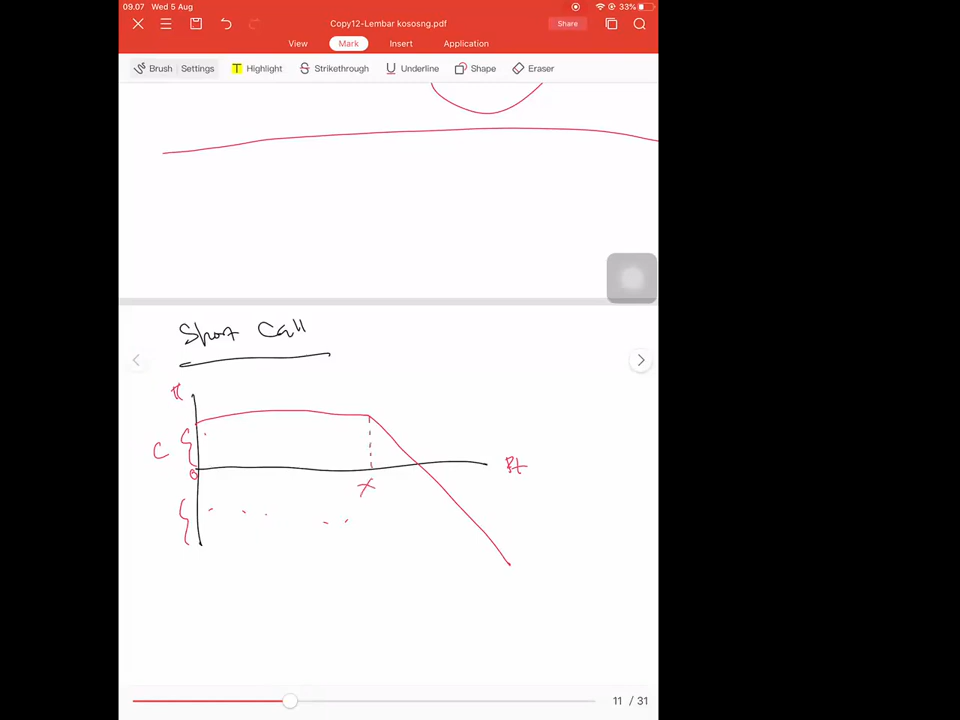 09.07 Wed 5 Aug
33%
Copy12-Lembar kososng.pdf
Share
View Mark Insert Application
Brush Settings Highlight Strikethrough Underline Shape Eraser
Short Call
π
C
0
X
11 / 31